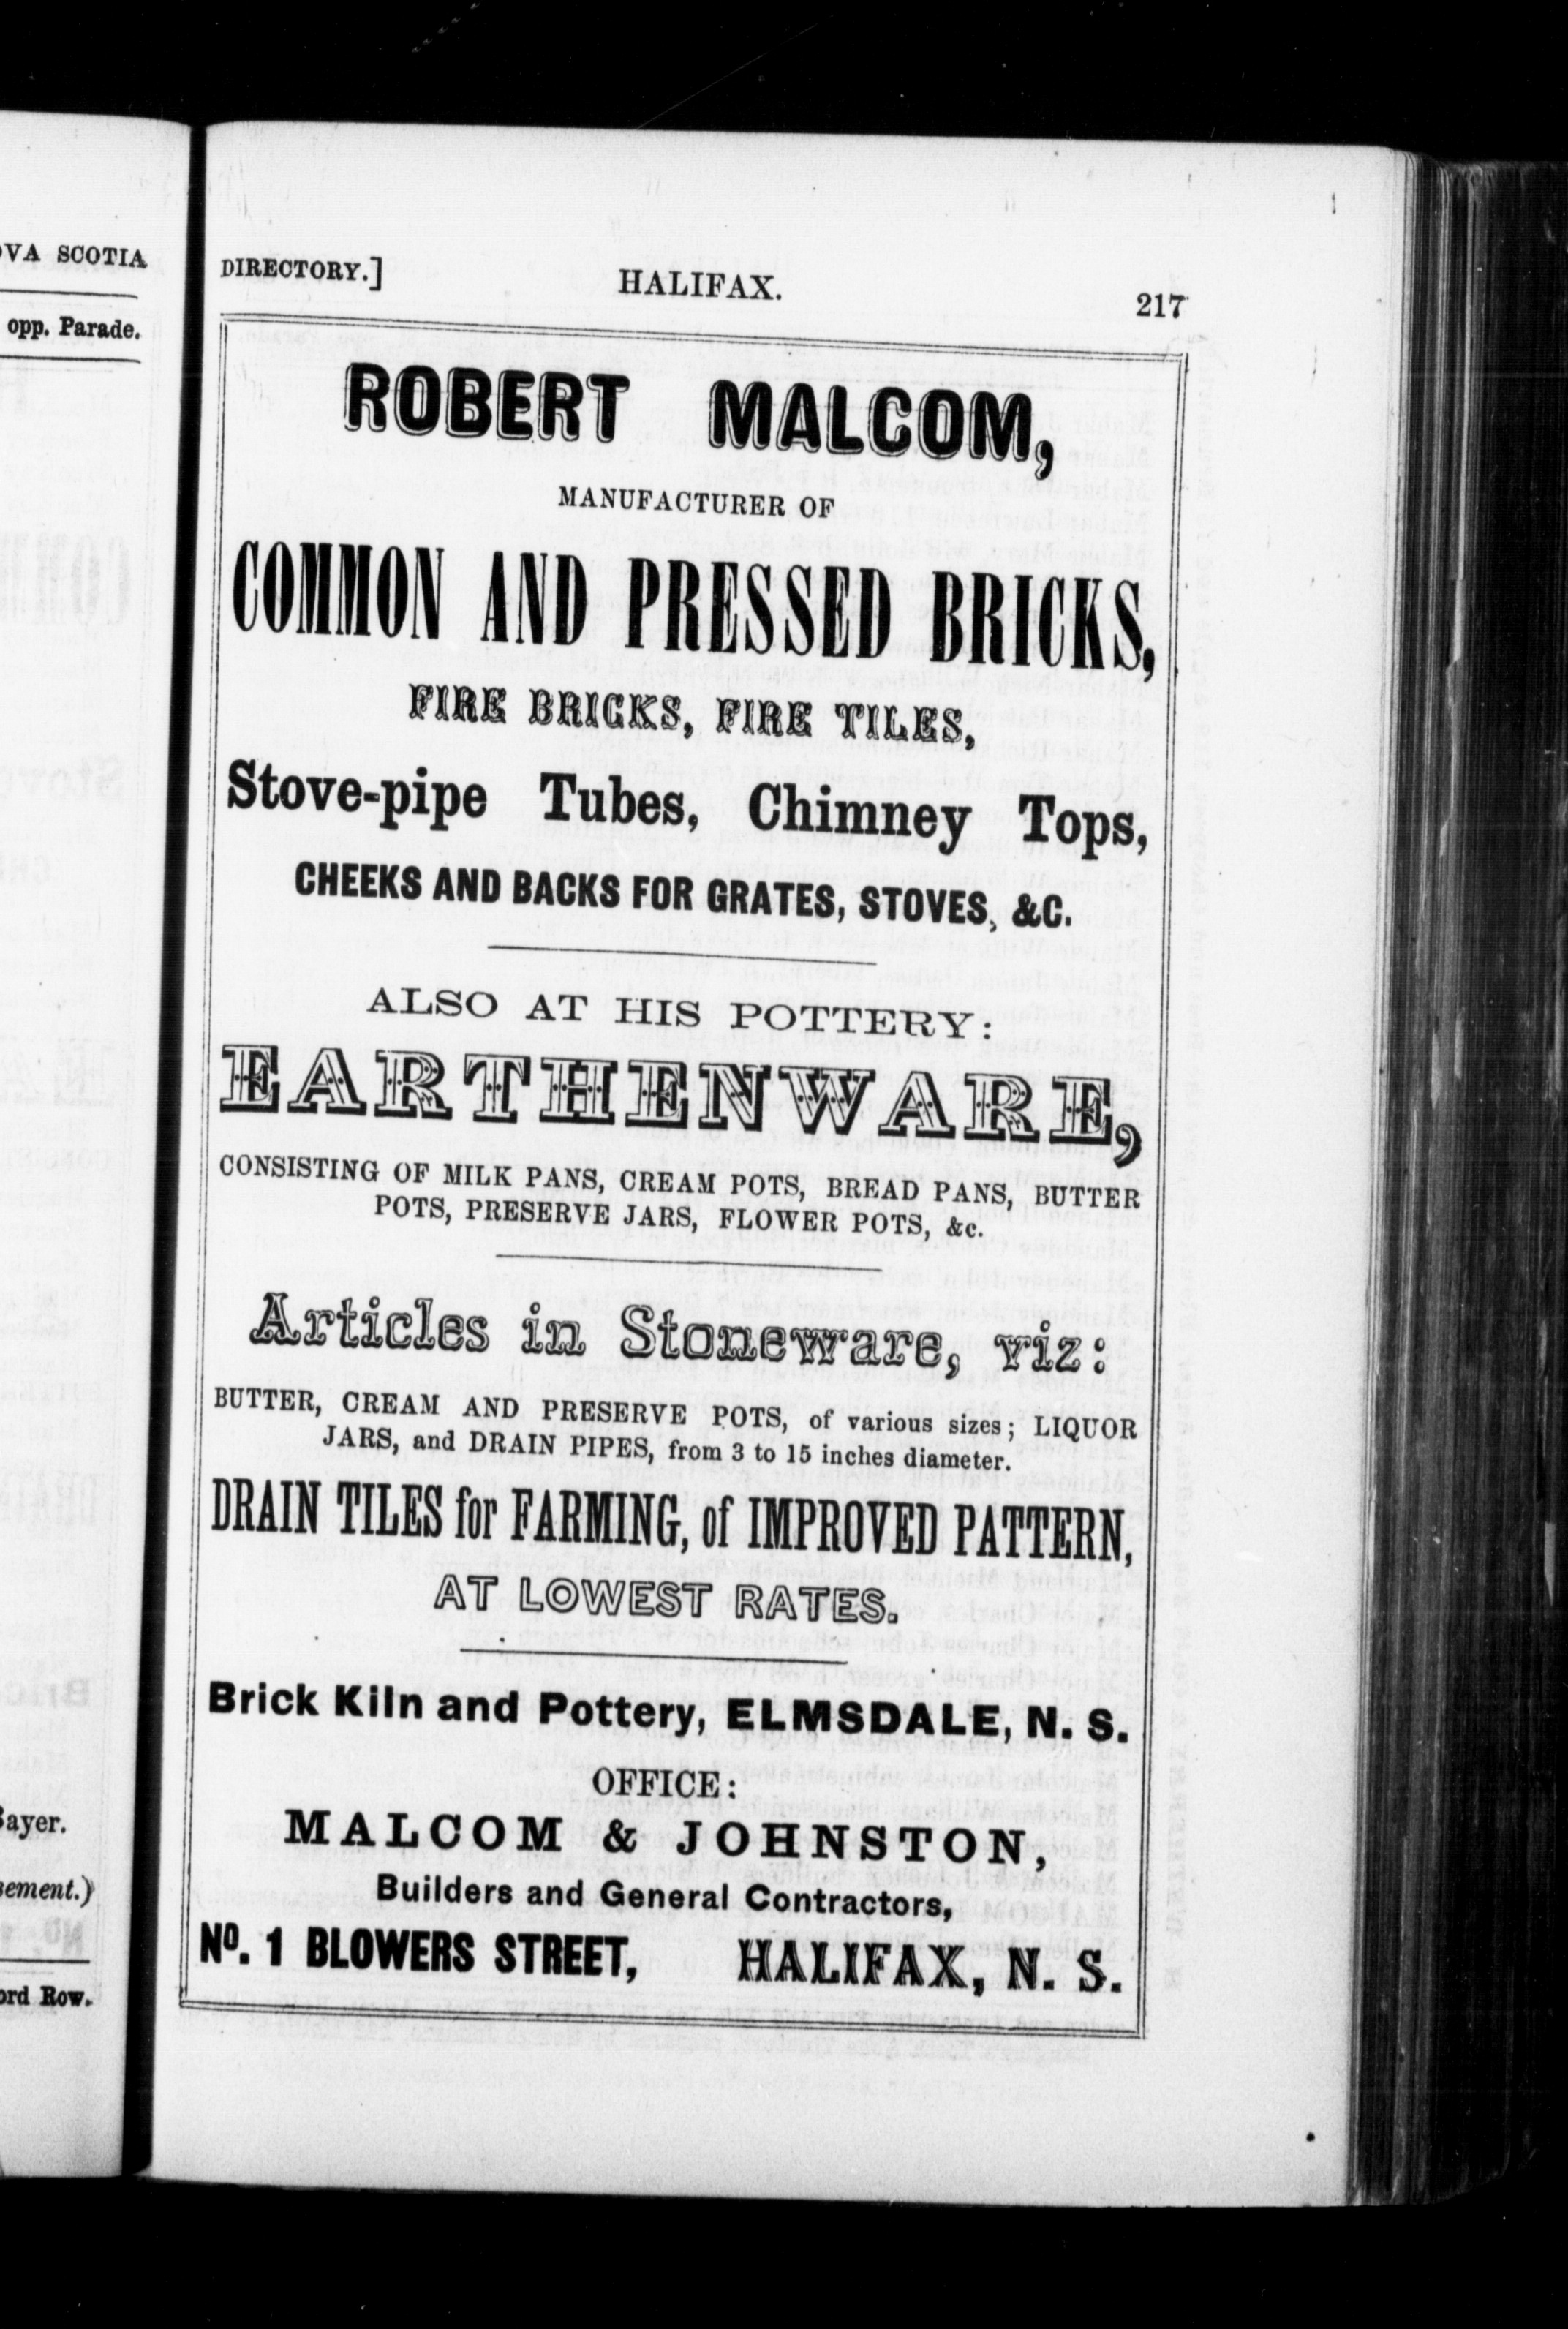 OVA SCOTIA
opp. Parade.
ayer.
sement.)
ord Row.
DIRECTORY.] HALIFAX. 217
ROBERT MALCOM,
MANUFACTURER OF
COMMON AND PRESSED BRICKS,
FIRE BRICKS, FIRE TILES,
Stove-pipe Tubes, Chimney Tops,
CHEEKS AND BACKS FOR GRATES, STOVES, &C.
ALSO AT HIS POTTERY:
EARTHENWARE,
CONSISTING OF MILK PANS, CREAM POTS, BREAD PANS, BUTTER
POTS, PRESERVE JARS, FLOWER POTS, &c.
Articles in Stoneware, viz:
BUTTER, CREAM AND PRESERVE POTS, of various sizes; LIQUOR
JARS, and DRAIN PIPES, from 3 to 15 inches diameter.
DRAIN TILES for FARMING, of IMPROVED PATTERN,
AT LOWEST RATES.
Brick Kiln and Pottery, ELMSDALE, N. S.
OFFICE:
MALCOM & JOHNSTON,
Builders and General Contractors,
NO. 1 BLOWERS STREET, HALIFAX, N. S.